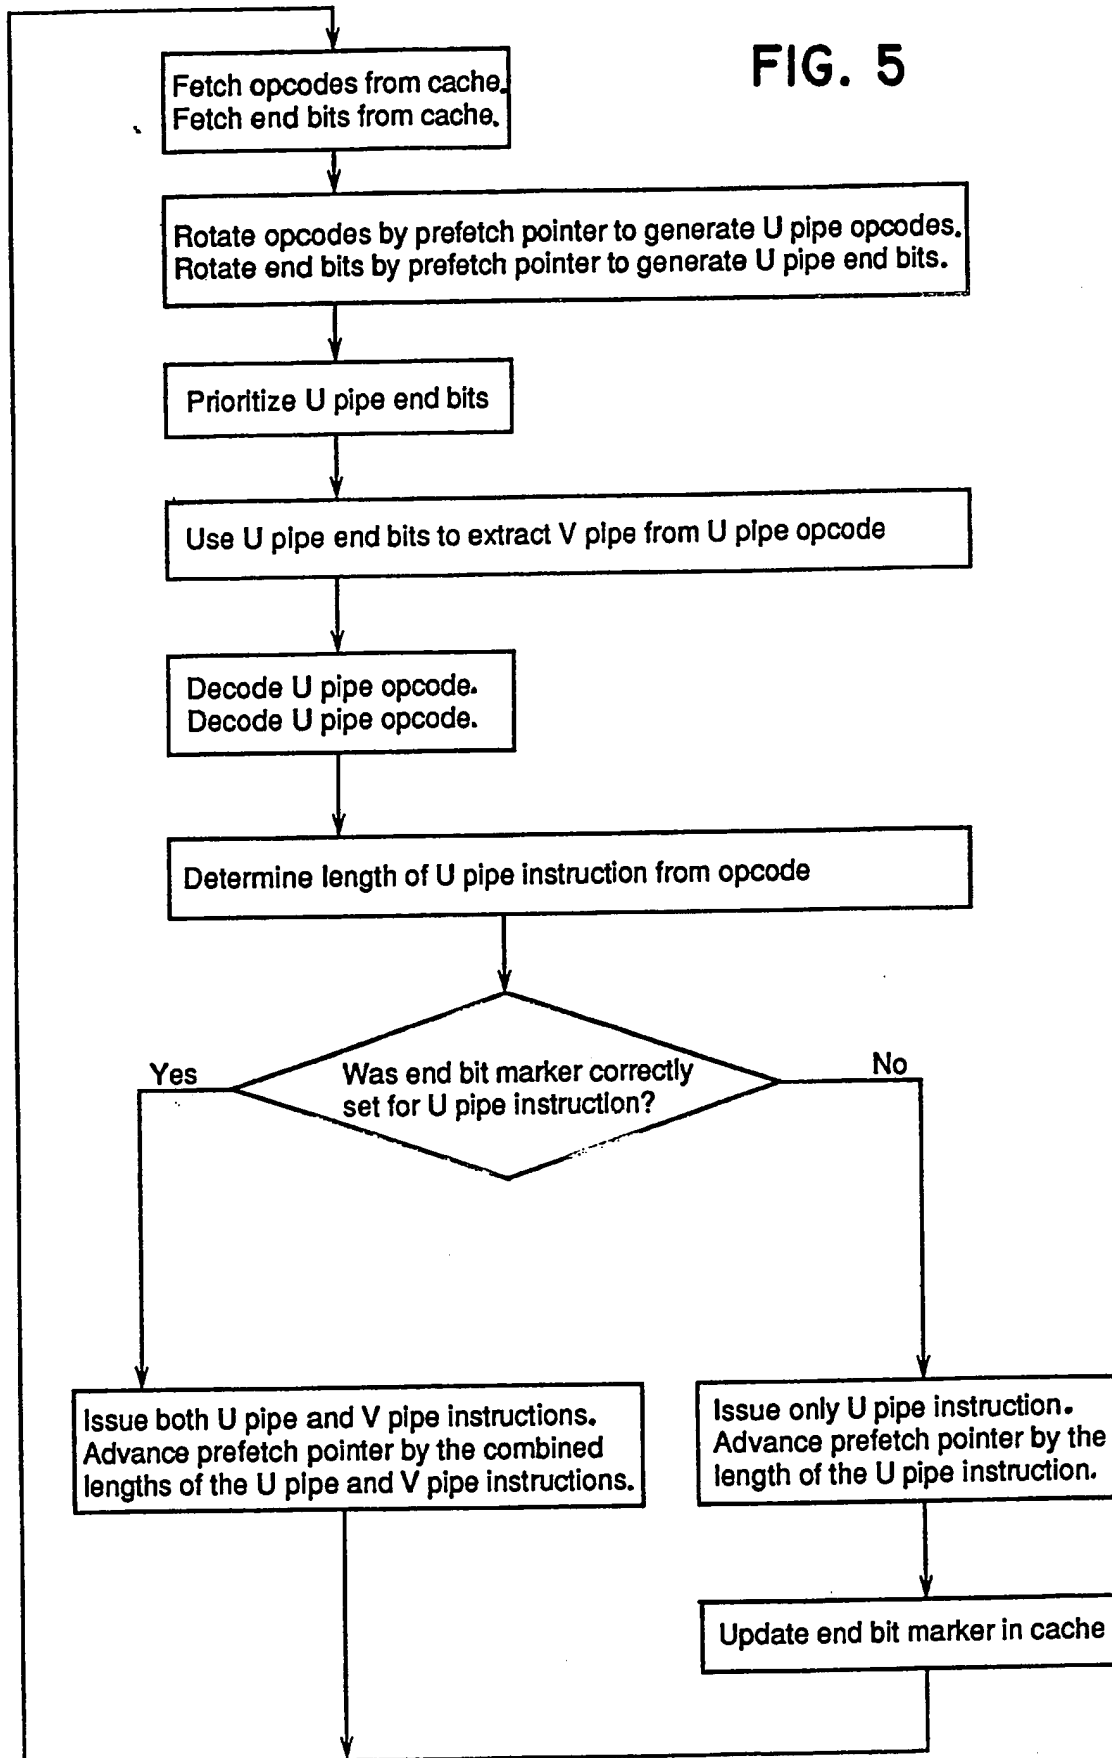 FIG. 5
Fetch opcodes from cache.
Fetch end bits from cache.
Rotate opcodes by prefetch pointer to generate U pipe opcodes.
Rotate end bits by prefetch pointer to generate U pipe end bits.
Prioritize U pipe end bits
Use U pipe end bits to extract V pipe from U pipe opcode
Decode U pipe opcode.
Decode U pipe opcode.
Determine length of U pipe instruction from opcode
Was end bit marker correctly
set for U pipe instruction?
Yes
No
Issue both U pipe and V pipe instructions.
Advance prefetch pointer by the combined
lengths of the U pipe and V pipe instructions.
Issue only U pipe instruction.
Advance prefetch pointer by the
length of the U pipe instruction.
Update end bit marker in cache